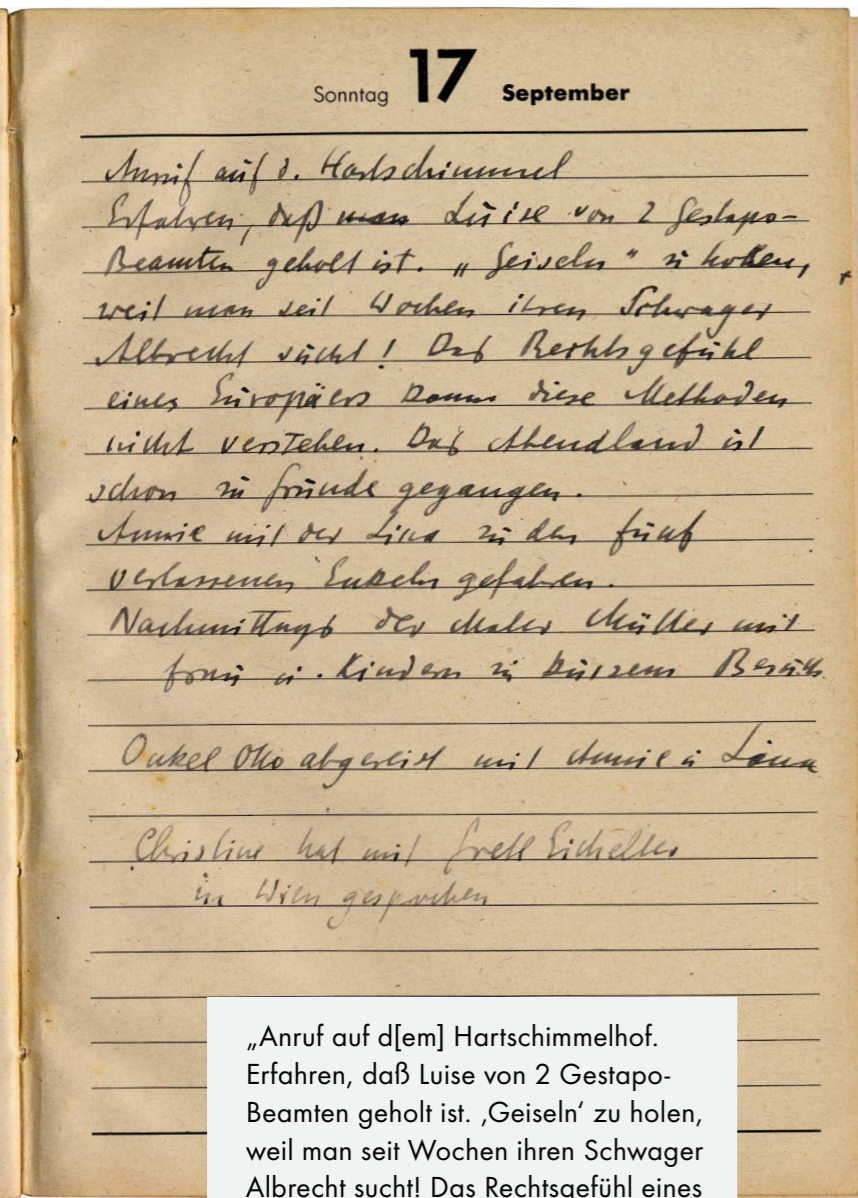 Sonntag 17 September
Anruf auf d. Hartschimmel
Erfahren, daß man Luise von 2 Gestapo-
Beamten geholt ist. „Geiseln" zu holen,
weil man seit Wochen ihren Schwager
Albrecht sucht! Das Rechtsgefühl
eines Europäers kann diese Methoden
nicht verstehen. Das Abendland ist
schon zu Grunde gegangen.
Annie mit der Lina zu den fünf
verlassenen Enkeln gefahren.
Nachmittags der Maler Müller mit
Frau u. Kindern zu kurzem Besuch.
Onkel Otto abgereist mit Annie u Lina
Christine hat mit Gretl
in Wien gesprochen
„Anruf auf d[em] Hartschimmelhof.
Erfahren, daß Luise von 2 Gestapo-
Beamten geholt ist. ‚Geiseln‘ zu holen,
weil man seit Wochen ihren Schwager
Albrecht sucht! Das Rechtsgefühl eines